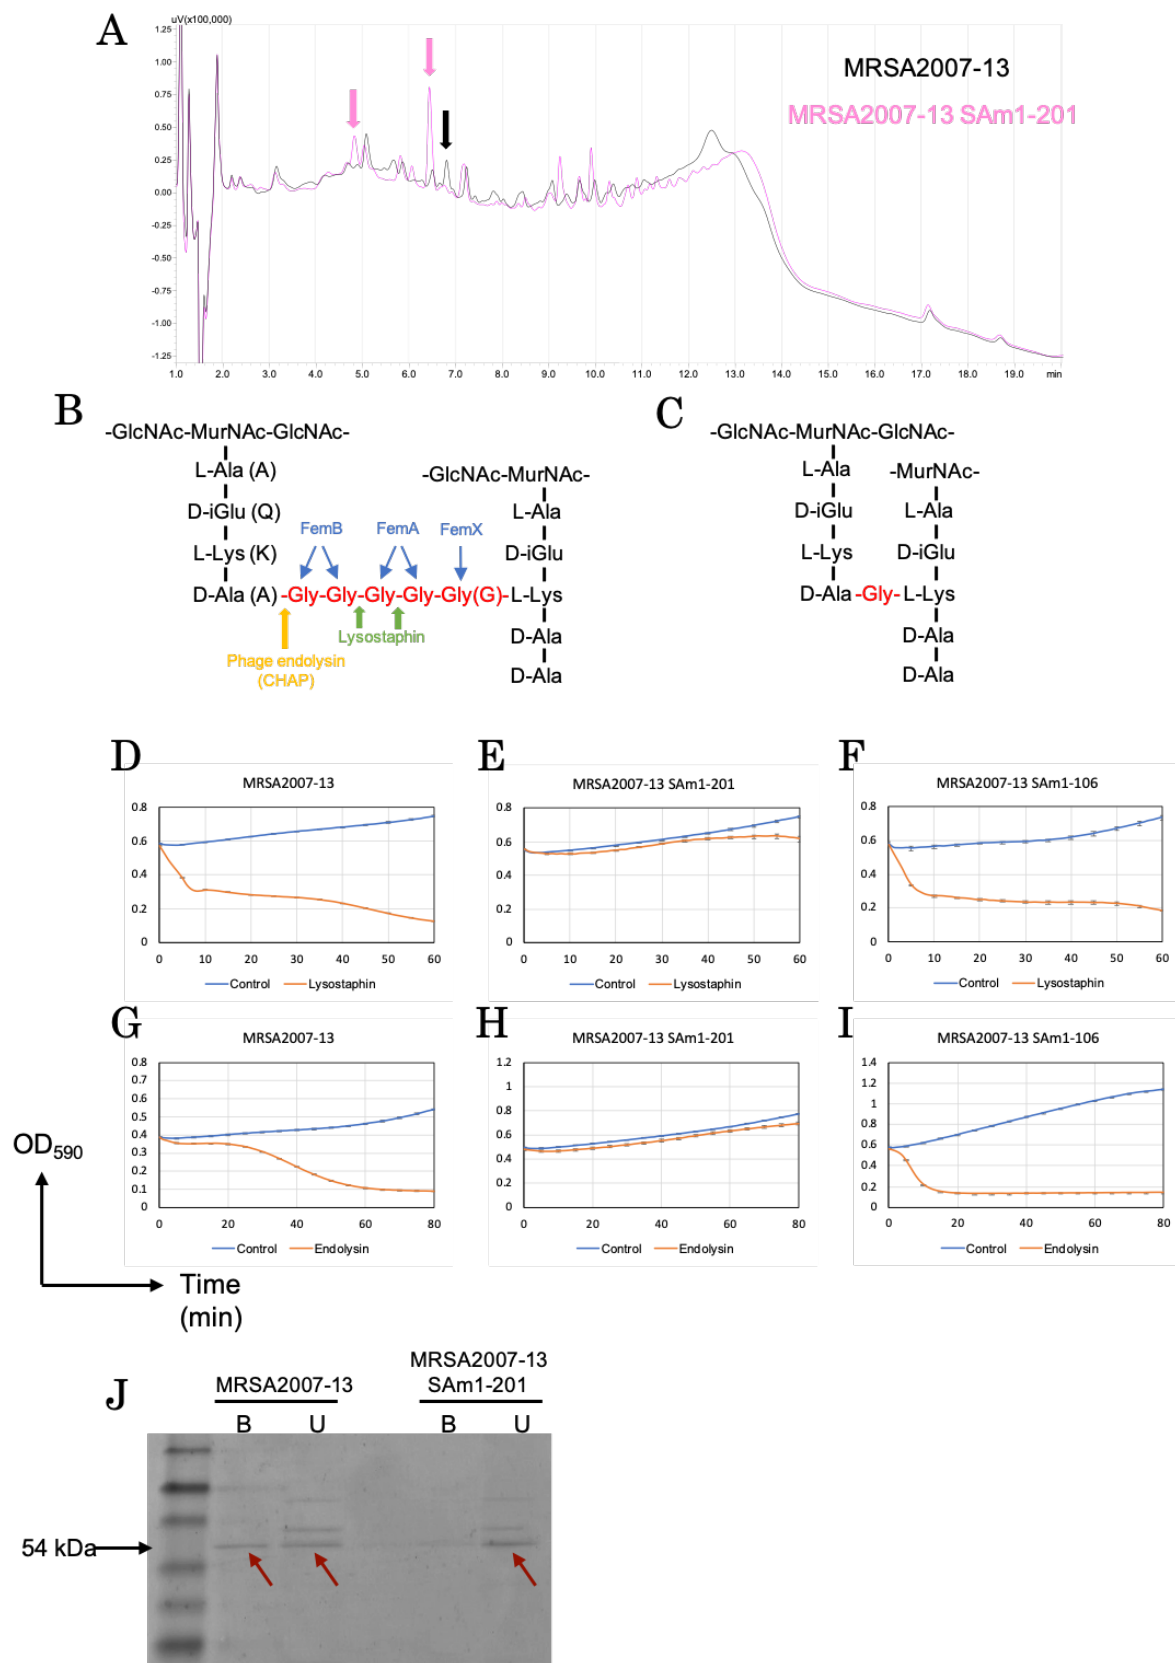 A
uV(x100,000)
1.25
1.00
0.75
0.50
0.25
0.00
-0.25
-0.50
-0.75
-1.00
-1.25
1.0 2.0 3.0 4.0 5.0 6.0 7.0 8.0 9.0 10.0 11.0 12.0 13.0 14.0 15.0 16.0 17.0 18.0 19.0 min
MRSA2007-13
MRSA2007-13 SAm1-201
B
-GlcNAc-MurNAc-GlcNAc-
L-Ala (A)
D-iGlu (Q)
L-Lys (K)
D-Ala (A)-Gly-Gly-Gly-Gly-Gly(G)-L-Lys
-GlcNAc-MurNAc-
L-Ala
D-iGlu
D-Ala
D-Ala
FemB FemA FemX
Lysostaphin
Phage endolysin
(CHAP)
C
-GlcNAc-MurNAc-GlcNAc-
L-Ala -MurNAc-
D-iGlu L-Ala
L-Lys D-iGlu
D-Ala-Gly-L-Lys
D-Ala
D-Ala
D
MRSA2007-13
0.8
0.6
0.4
0.2
0
0 10 20 30 40 50 60
Control Lysostaphin
E
MRSA2007-13 SAm1-201
0.8
0.6
0.4
0.2
0
0 10 20 30 40 50 60
Control Lysostaphin
F
MRSA2007-13 SAm1-106
0.8
0.6
0.4
0.2
0
0 10 20 30 40 50 60
Control Lysostaphin
G
MRSA2007-13
0.8
0.7
0.6
0.5
0.4
0.3
0.2
0.1
0
0 20 40 60 80
Control Endolysin
H
MRSA2007-13 SAm1-201
1.2
1
0.8
0.6
0.4
0.2
0
0 20 40 60 80
Control Endolysin
I
MRSA2007-13 SAm1-106
1.4
1.2
1
0.8
0.6
0.4
0.2
0
0 20 40 60 80
Control Endolysin
OD590
Time
(min)
J
MRSA2007-13
MRSA2007-13
SAm1-201
B U B U
54 kDa